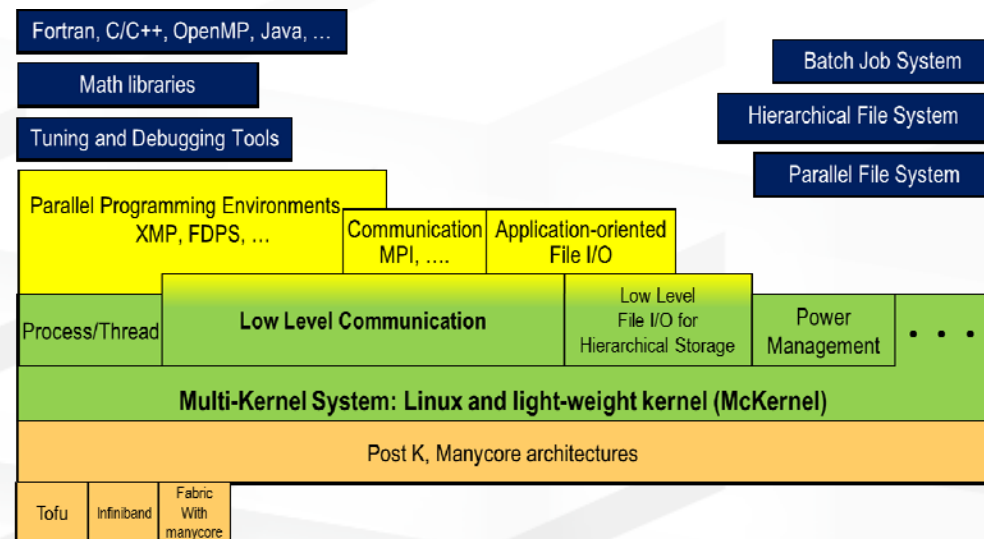 Fortran, C/C++, OpenMP, Java, …
Math libraries
Tuning and Debugging Tools
Batch Job System
Hierarchical File System
Parallel File System
Parallel Programming Environments
XMP, FDPS, …
Communication
MPI, ….
Application-oriented
File I/O
Process/Thread
Low Level Communication
Low Level
File I/O for
Hierarchical Storage
Power
Management
• • •
Multi-Kernel System: Linux and light-weight kernel (McKernel)
Post K, Manycore architectures
Tofu
Infiniband
Fabric
With
manycore